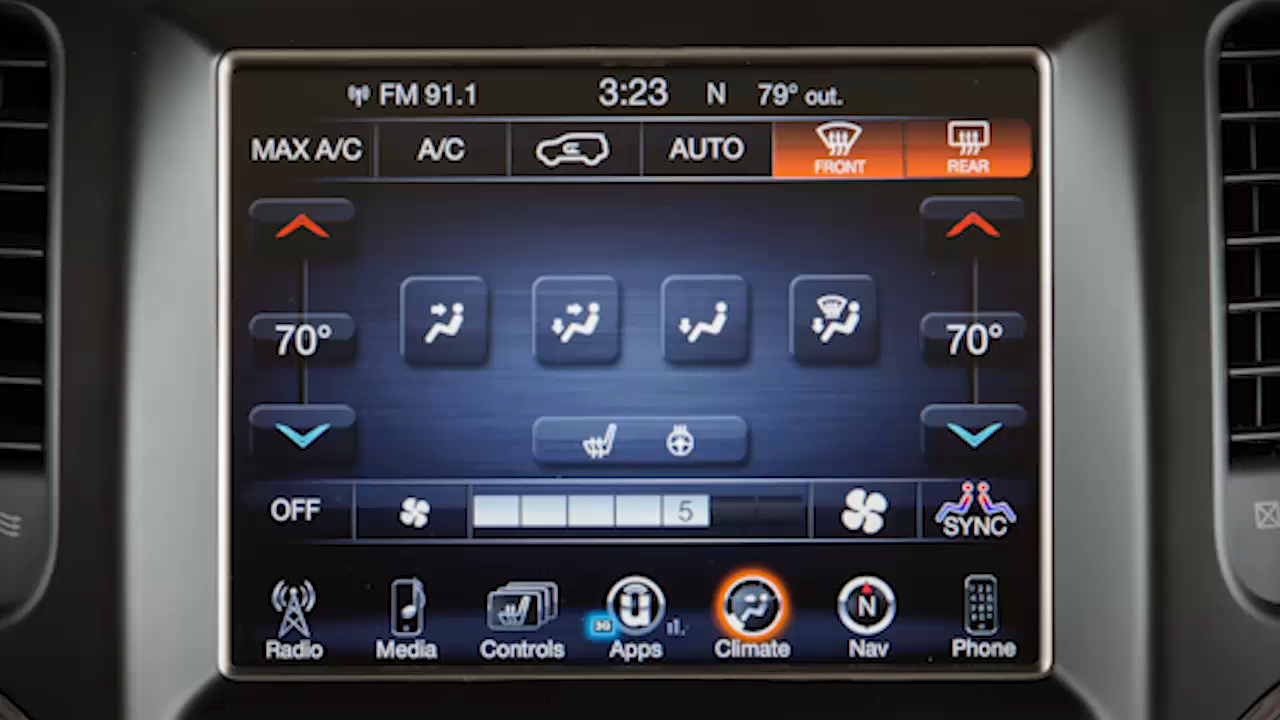 FM 91.1 3:23 N 79° out.
MAX A/C A/C AUTO FRONT REAR
70° 70°
OFF 5 SYNC
3G N
Radio Media Controls Apps Climate Nav Phone